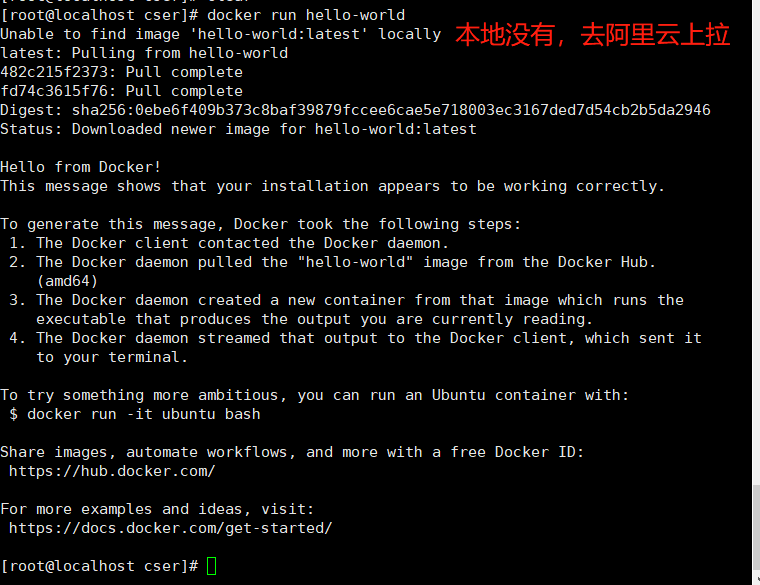 [root@localhost cser]# docker run hello-world
Unable to find image 'hello-world:latest' locally 本地没有，去阿里云上拉
latest: Pulling from hello-world
482c215f2373: Pull complete
fd74c3615f76: Pull complete
Digest: sha256:0ebe6f409b373c8baf39879fccee6cae5e718003ec3167ded7d54cb2b5da2946
Status: Downloaded newer image for hello-world:latest
Hello from Docker!
This message shows that your installation appears to be working correctly.
To generate this message, Docker took the following steps:
1. The Docker client contacted the Docker daemon.
2. The Docker daemon pulled the "hello-world" image from the Docker Hub.
(amd64)
3. The Docker daemon created a new container from that image which runs the
executable that produces the output you are currently reading.
4. The Docker daemon streamed that output to the Docker client, which sent it
to your terminal.
To try something more ambitious, you can run an Ubuntu container with:
$ docker run -it ubuntu bash
Share images, automate workflows, and more with a free Docker ID:
https://hub.docker.com/
For more examples and ideas, visit:
https://docs.docker.com/get-started/
[root@localhost cser]#